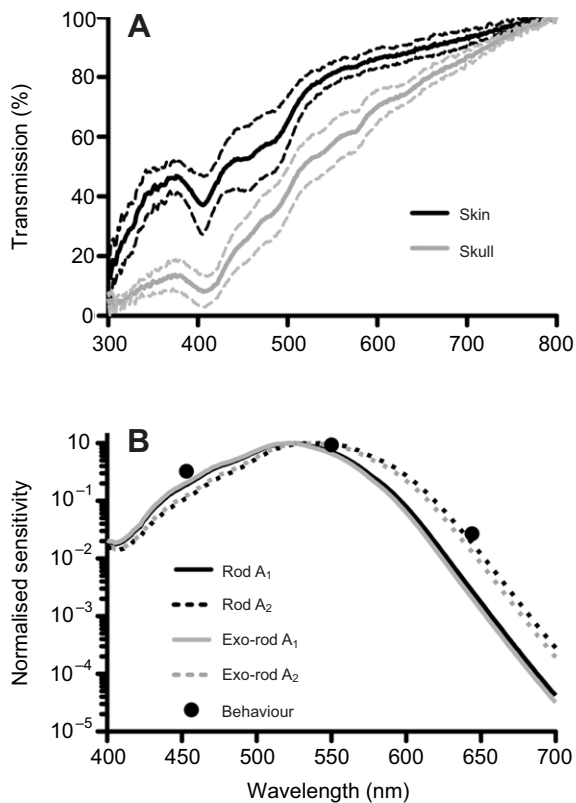 A
100
80
60
40
20
0
Transmission (%)
Skin
Skull
300 400 500 600 700 800
B
10
10−1
10−2
10−3
10−4
10−5
Normalised sensitivity
Rod A1
Rod A2
Exo-rod A1
Exo-rod A2
Behaviour
400 450 500 550 600 650 700
Wavelength (nm)